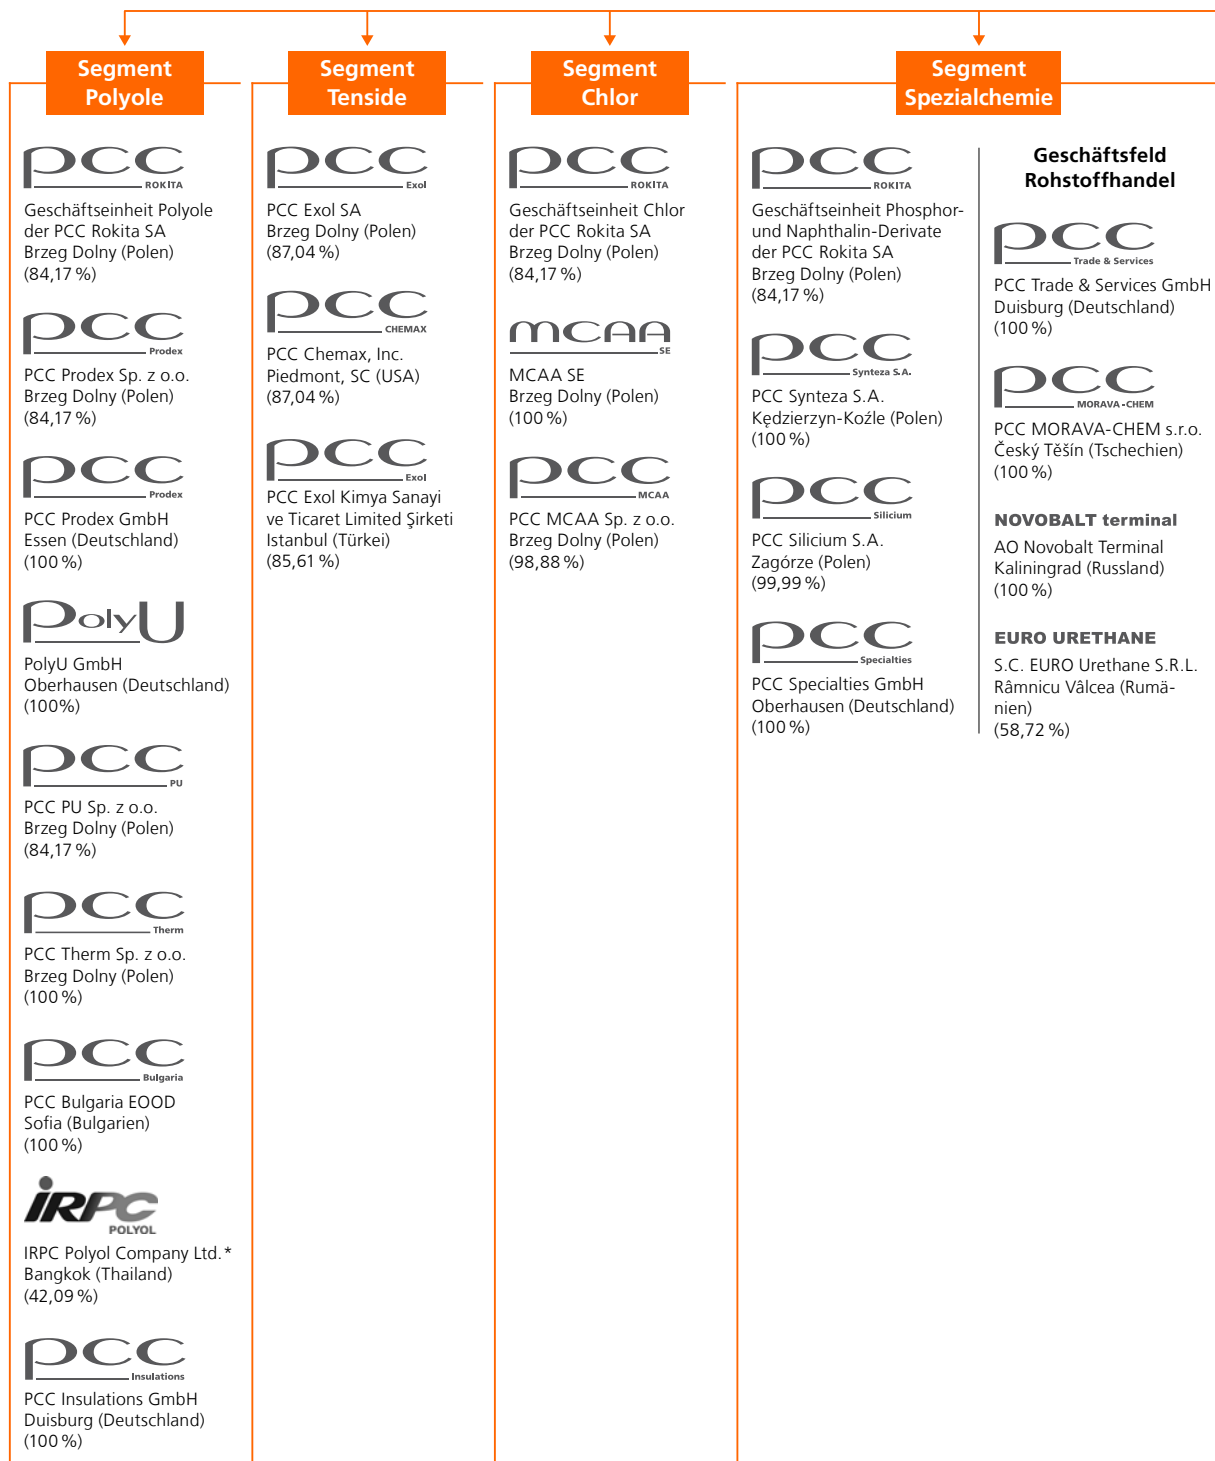 Segment
Polyole
pcc
ROKITA
Geschäftseinheit Polyole
der PCC Rokita SA
Brzeg Dolny (Polen)
(84,17 %)
pcc
Prodex
PCC Prodex Sp. z o.o.
Brzeg Dolny (Polen)
(84,17 %)
pcc
Prodex
PCC Prodex GmbH
Essen (Deutschland)
(100 %)
PolyU
PolyU GmbH
Oberhausen (Deutschland)
(100%)
pcc
PU
PCC PU Sp. z o.o.
Brzeg Dolny (Polen)
(84,17 %)
pcc
Therm
PCC Therm Sp. z o.o.
Brzeg Dolny (Polen)
(100 %)
pcc
Bulgaria
PCC Bulgaria EOOD
Sofia (Bulgarien)
(100 %)
iRPC
POLYOL
IRPC Polyol Company Ltd.*
Bangkok (Thailand)
(42,09 %)
pcc
Insulations
PCC Insulations GmbH
Duisburg (Deutschland)
(100 %)
Segment
Tenside
pcc
Exol
PCC Exol SA
Brzeg Dolny (Polen)
(87,04 %)
pcc
CHEMAX
PCC Chemax, Inc.
Piedmont, SC (USA)
(87,04 %)
pcc
Exol
PCC Exol Kimya Sanayi
ve Ticaret Limited Şirketi
Istanbul (Türkei)
(85,61 %)
Segment
Chlor
pcc
ROKITA
Geschäftseinheit Chlor
der PCC Rokita SA
Brzeg Dolny (Polen)
(84,17 %)
mcaa
SE
MCAA SE
Brzeg Dolny (Polen)
(100 %)
pcc
MCAA
PCC MCAA Sp. z o.o.
Brzeg Dolny (Polen)
(98,88 %)
Segment
Spezialchemie
pcc
ROKITA
Geschäftseinheit Phosphor-
und Naphthalin-Derivate
der PCC Rokita SA
Brzeg Dolny (Polen)
(84,17 %)
pcc
Synteza S.A.
PCC Synteza S.A.
Kędzierzyn-Koźle (Polen)
(100 %)
pcc
Silicium
PCC Silicium S.A.
Zagórze (Polen)
(99,99 %)
pcc
Specialties
PCC Specialties GmbH
Oberhausen (Deutschland)
(100 %)
Geschäftsfeld
Rohstoffhandel
pcc
Trade & Services
PCC Trade & Services GmbH
Duisburg (Deutschland)
(100 %)
pcc
MORAVA-CHEM
PCC MORAVA-CHEM s.r.o.
Český Těšín (Tschechien)
(100 %)
NOVOBALT terminal
AO Novobalt Terminal
Kaliningrad (Russland)
(100 %)
EURO URETHANE
S.C. EURO Urethane S.R.L.
Râmnicu Vâlcea (Rumä-
nien)
(58,72 %)